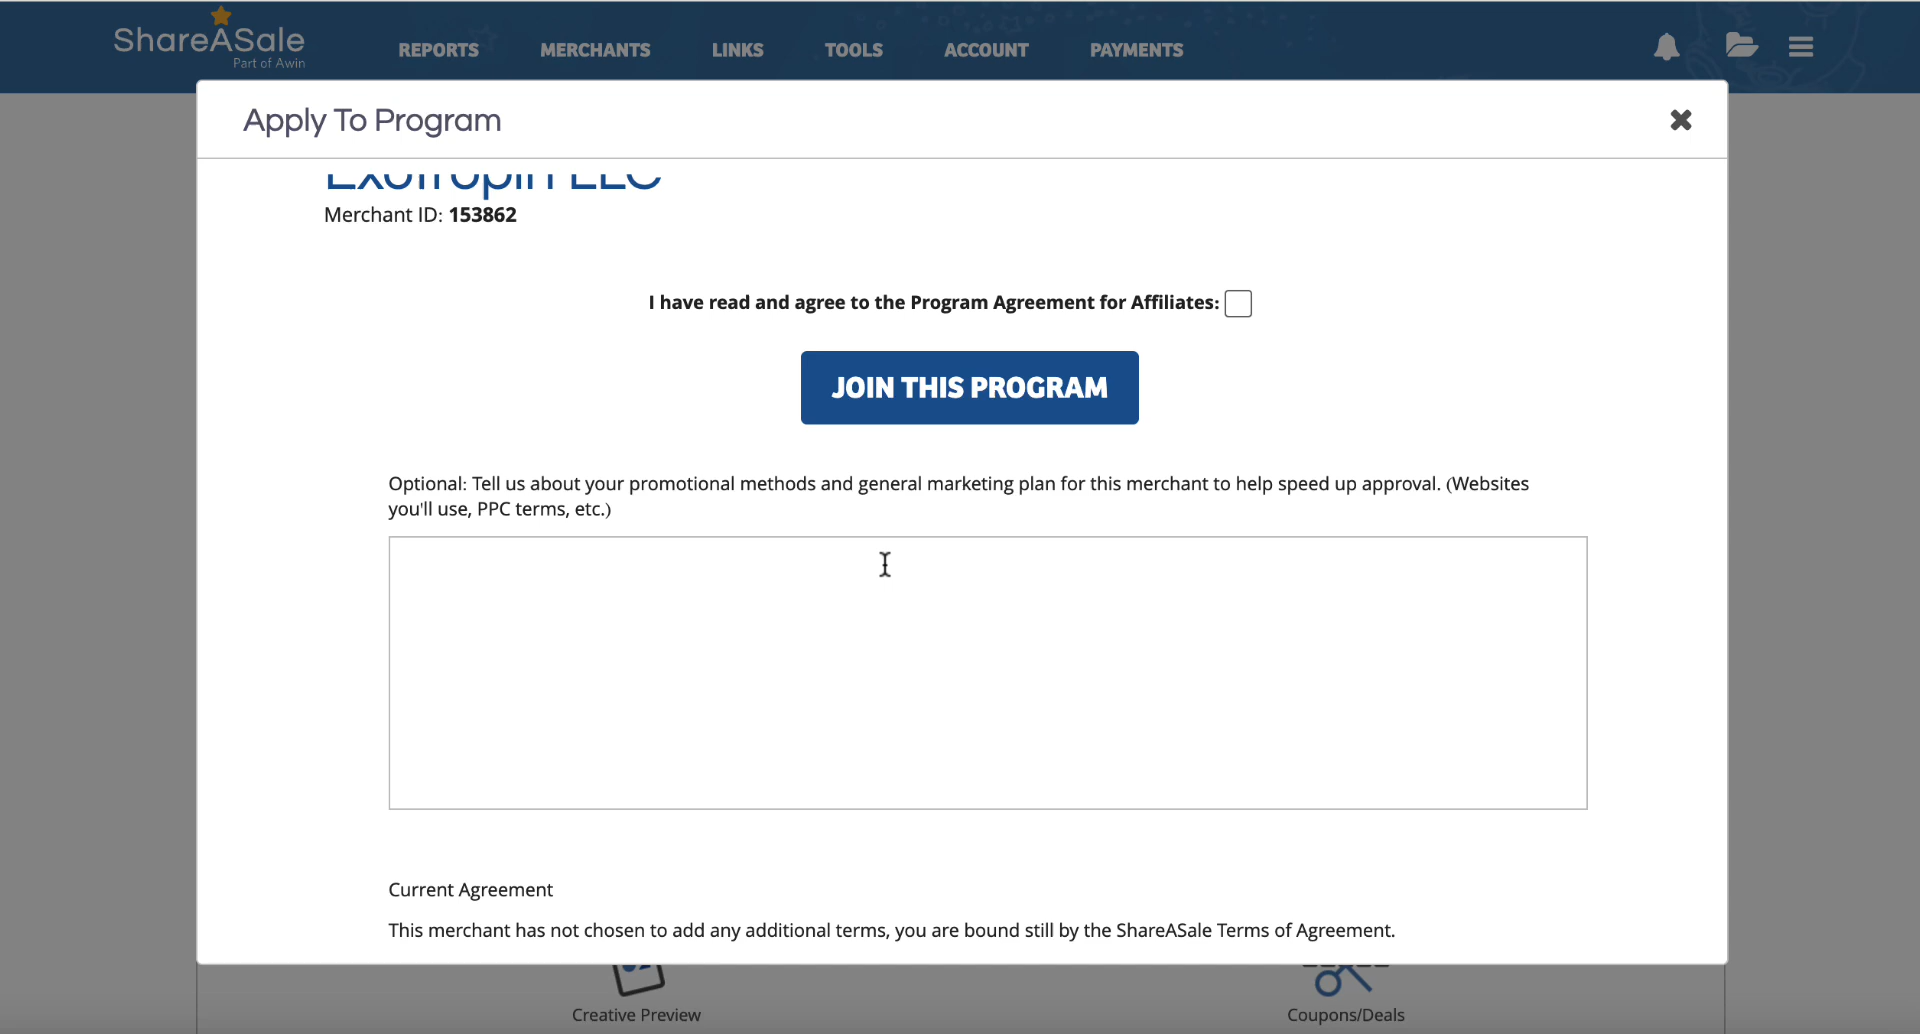 ShareASale
Part of Awin
REPORTS
MERCHANTS
LINKS
TOOLS
ACCOUNT
PAYMENTS
Apply To Program
LLC
Merchant ID: 153862
I have read and agree to the Program Agreement for Affiliates:
JOIN THIS PROGRAM
Optional: Tell us about your promotional methods and general marketing plan for this merchant to help speed up approval. (Websites
you'll use, PPC terms, etc.)
Current Agreement
This merchant has not chosen to add any additional terms, you are bound still by the ShareASale Terms of Agreement.
Creative Preview
Coupons/Deals